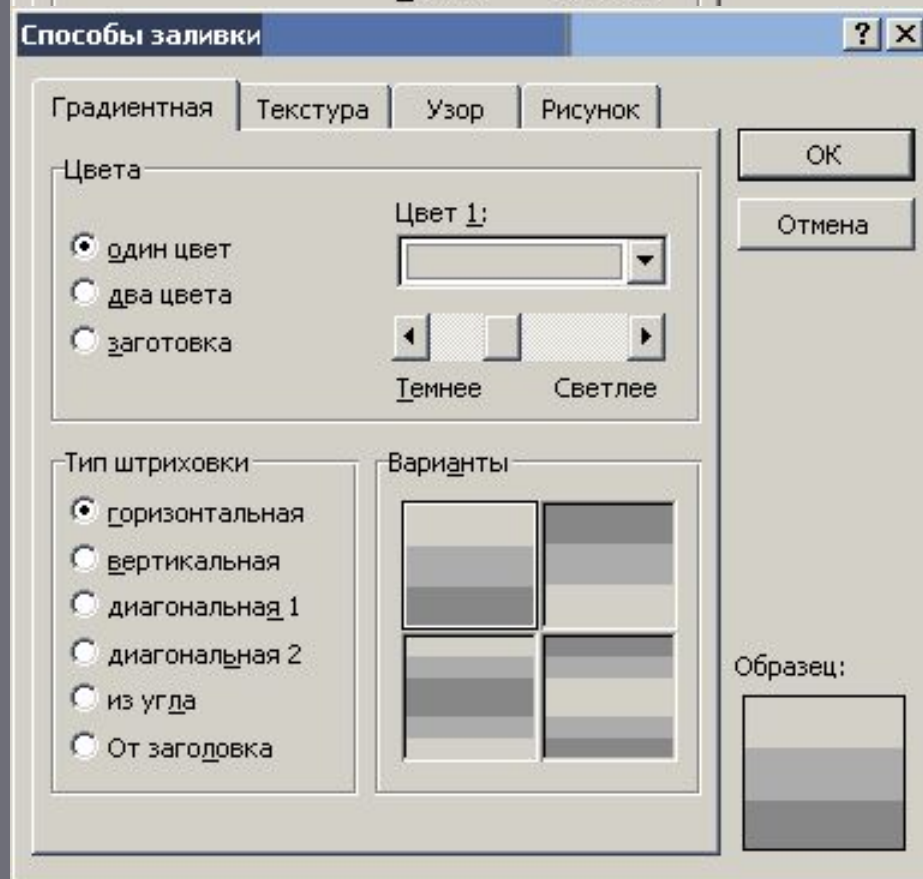 Способы заливки
Градиентная Текстура Узор Рисунок
Цвета
один цвет
два цвета
заготовка
Цвет 1:
Темнее Светлее
Тип штриховки
горизонтальная
вертикальная
диагональная 1
диагональная 2
из угла
От заголовка
Варианты
OK
Отмена
Образец: